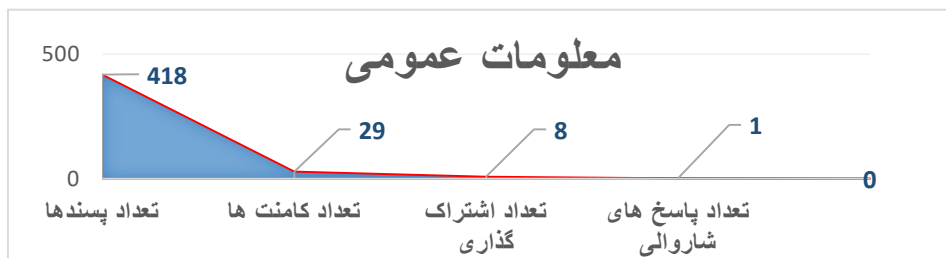 معلومات عمومی
500
0
418
29
8
1
0
تعداد پسندها
تعداد کامنت ها
تعداد اشتراک
گذاری
تعداد پاسخ های
شاروالی